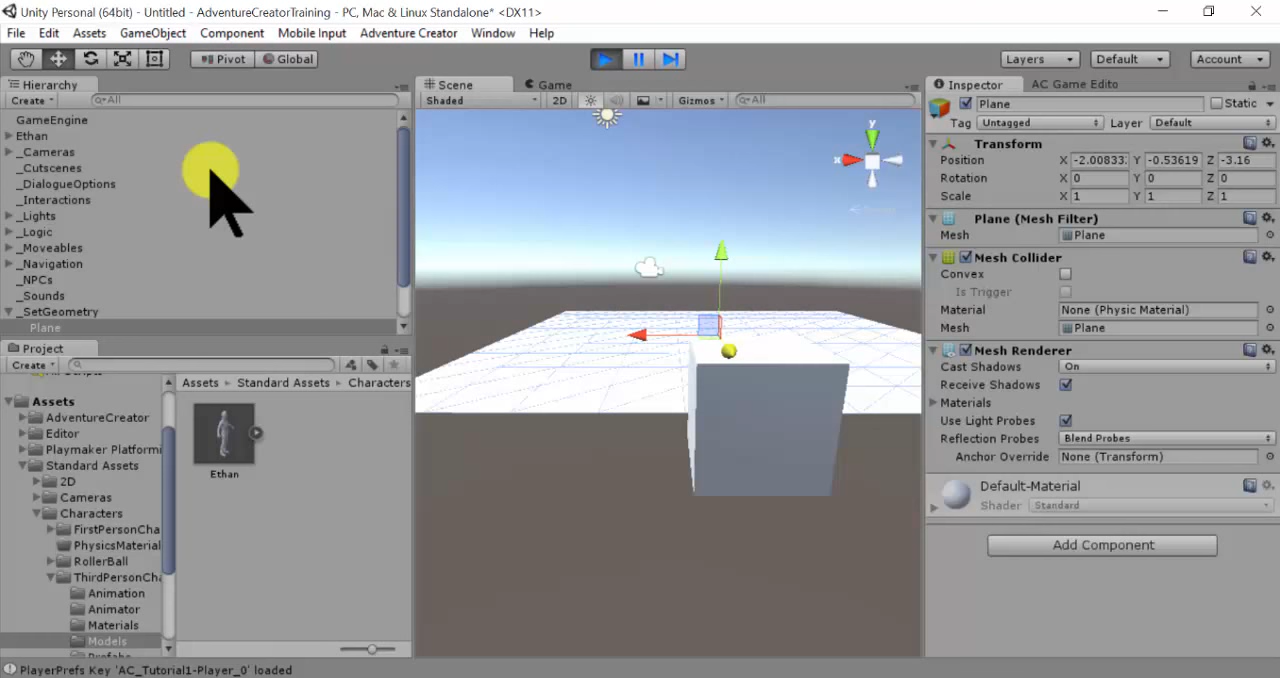 Unity Personal (64bit) - Untitled - AdventureCreatorTraining - PC, Mac & Linux Standalone* <DX11>
File Edit Assets GameObject Component Mobile Input Adventure Creator Window Help
Pivot Global Layers Default Account
Hierarchy
Create All
GameEngine
Ethan
_Cameras
_Cutscenes
_DialogueOptions
_Interactions
_Lights
_Logic
_Moveables
_Navigation
_NPCs
_Sounds
_SetGeometry
Plane
Project
Create
Assets
AdventureCreator
Editor
Playmaker Platformi
Standard Assets
2D
Cameras
Characters
FirstPersonCha
PhysicsMaterial
RollerBall
ThirdPersonCha
Animation
Animator
Materials
Models
Assets Standard Assets Characters
Ethan
Scene Game
Shaded 2D Gizmos All
y
x
Inspector AC Game Edito
Plane Static
Tag Untagged Layer Default
Transform
Position X -2.0083 Y -0.53619 Z -3.16
Rotation X 0 Y 0 Z 0
Scale X 1 Y 1 Z 1
Plane (Mesh Filter)
Mesh Plane
Mesh Collider
Convex
Is Trigger
Material None (Physic Material)
Mesh Plane
Mesh Renderer
Cast Shadows On
Receive Shadows
Materials
Use Light Probes
Reflection Probes Blend Probes
Anchor Override None (Transform)
Default-Material
Shader Standard
Add Component
PlayerPrefs Key 'AC_Tutorial1-Player_0' loaded